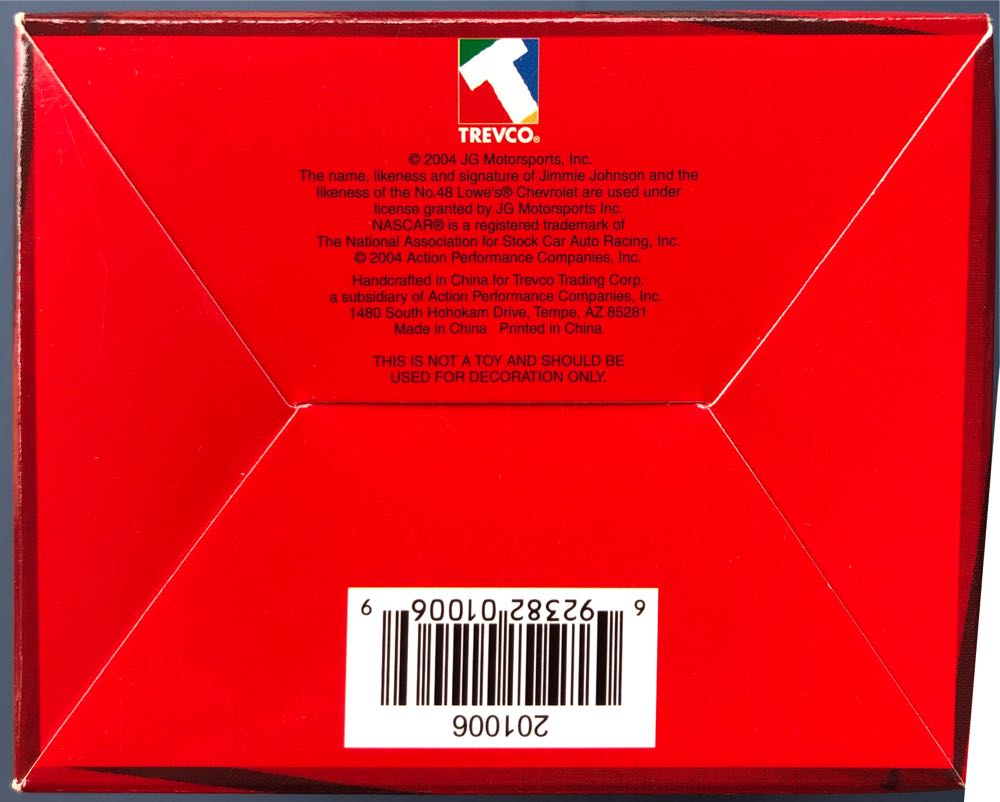 TREVCO®
© 2004 JG Motorsports, Inc.
The name, likeness and signature of Jimmie Johnson and the
likeness of the No.48 Lowe's® Chevrolet are used under
license granted by JG Motorsports Inc.
NASCAR® is a registered trademark of
The National Association for Stock Car Auto Racing, Inc.
© 2004 Action Performance Companies, Inc.
Handcrafted in China for Trevco Trading Corp.
a subsidiary of Action Performance Companies, Inc.
1480 South Hohokam Drive, Tempe, AZ 85281
Made in China Printed in China
THIS IS NOT A TOY AND SHOULD BE
USED FOR DECORATION ONLY.
201006
6 92382 01006 9